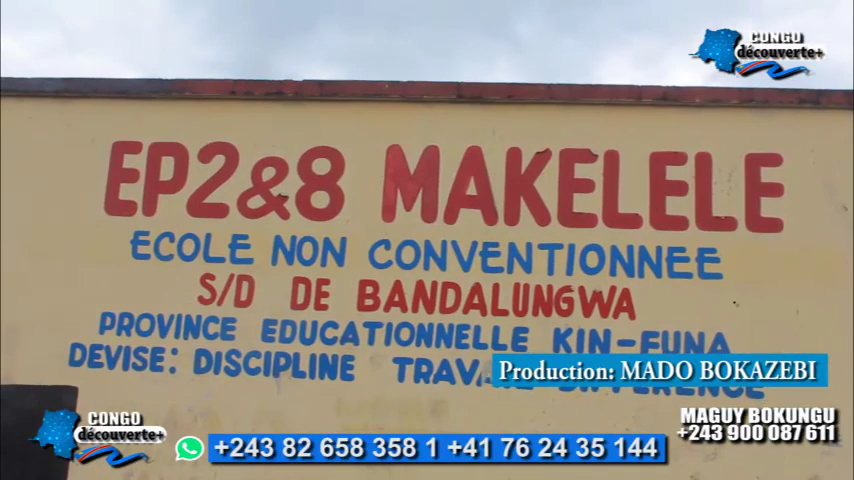 CONGO
découverte+
EP2&8 MAKELELE
ECOLE NON CONVENTIONNEE
S/D DE BANDALUNGWA
PROVINCE EDUCATIONNELLE KIN-FUNA
DEVISE: DISCIPLINE
Production: MADO BOKAZEBI
MAGUY BOKUNGU
+243 900 087 611
CONGO
découverte+
+243 82 658 358 1 +41 76 24 35 144